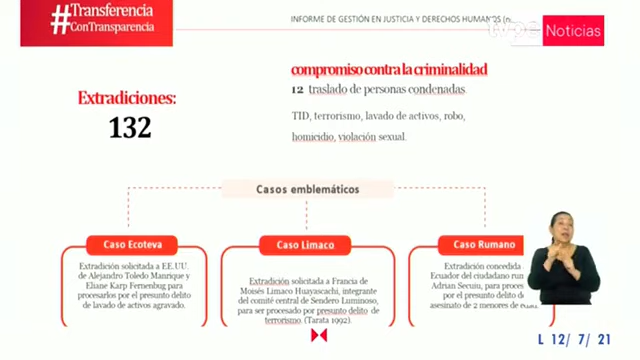 #Transferencia
ConTransparencia
INFORME DE GESTIÓN EN JUSTICIA Y DERECHOS HUMANOS
Noticias
compromiso contra la criminalidad
Extradiciones:
12 traslado de personas condenadas
132
TID, terrorismo, lavado de activos, robo,
homicidio, violación sexual.
Casos emblemáticos
Caso Ecoteva
Extradición solicitada a EE.UU.
de Alejandro Toledo Manrique y
Eliane Karp Fernenbug para
procesarlos por el presunto delito
de lavado de activos agravado.
Caso Limaco
Extradición solicitada a Francia de
Moisés Limaco Huayascachi, integrante
del comité central de Sendero Luminoso,
para ser procesado por presunto delito de
terrorismo. (Tarata 1992).
Caso Rumano
Extradición concedida
Ecuador del ciudadano
Adrian Secuiu, para
por el presunto delito de
asesinato de 2 menores de
L 12/ 7/ 21